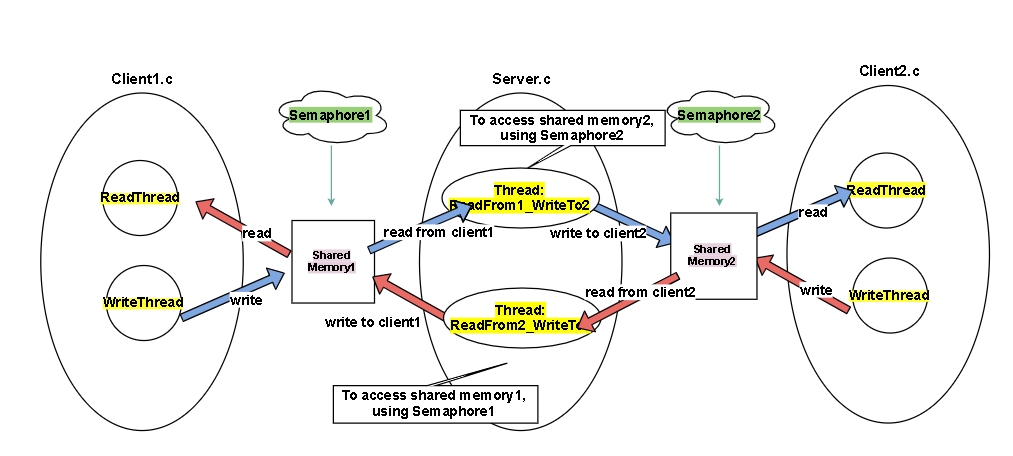 Client1.c
Server.c
Client2.c
Semaphore1
To access shared memory2,
using Semaphore2
Semaphore2
ReadThread
Thread:
ReadFrom1_WriteTo2
ReadThread
read
read from client1
write to client2
read
Shared
Memory1
Shared
Memory2
WriteThread
write
write to client1
Thread:
ReadFrom2_WriteTo
read from client2
write
WriteThread
To access shared memory1,
using Semaphore1